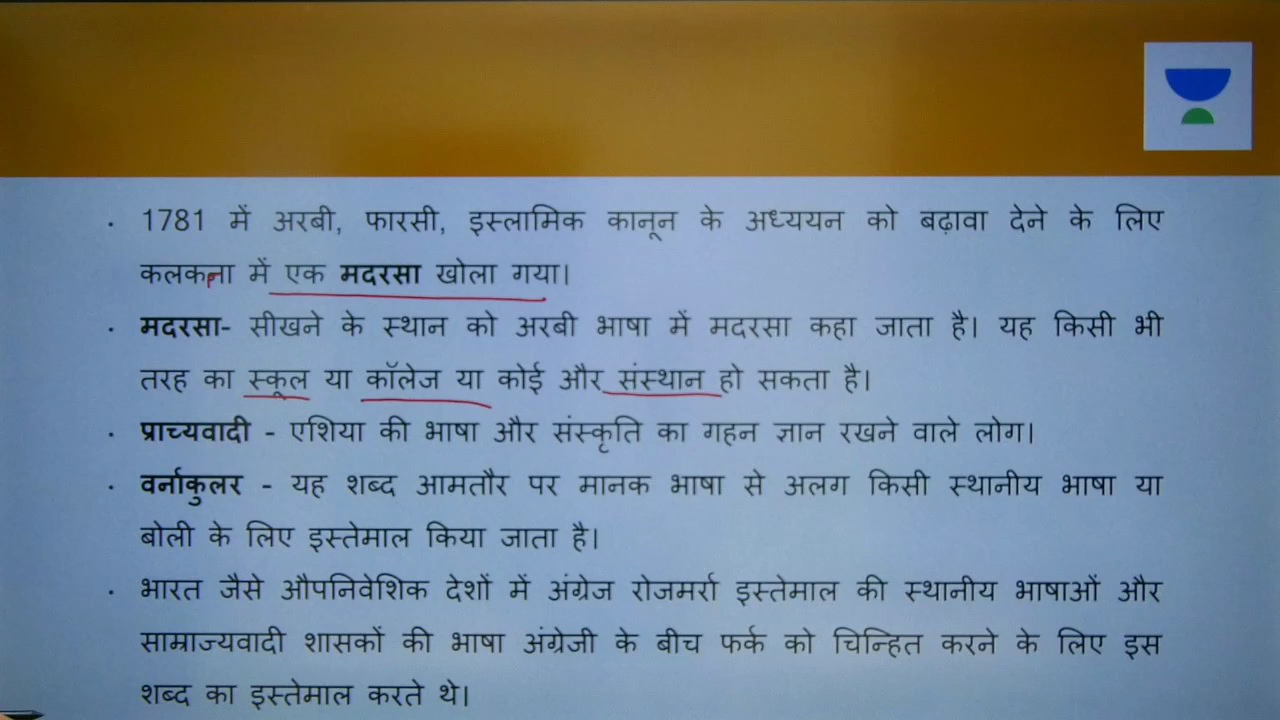 · 1781 में अरबी, फारसी, इस्लामिक कानून के अध्ययन को बढ़ावा देने के लिए
कलकत्ता में एक मदरसा खोला गया।
· मदरसा- सीखने के स्थान को अरबी भाषा में मदरसा कहा जाता है। यह किसी भी
तरह का स्कूल या कॉलेज या कोई और संस्थान हो सकता है।
· प्राच्यवादी - एशिया की भाषा और संस्कृति का गहन ज्ञान रखने वाले लोग।
· वर्नाकुलर - यह शब्द आमतौर पर मानक भाषा से अलग किसी स्थानीय भाषा या
बोली के लिए इस्तेमाल किया जाता है।
· भारत जैसे औपनिवेशिक देशों में अंग्रेज रोजमर्रा इस्तेमाल की स्थानीय भाषाओं और
साम्राज्यवादी शासकों की भाषा अंग्रेजी के बीच फर्क को चिन्हित करने के लिए इस
शब्द का इस्तेमाल करते थे।